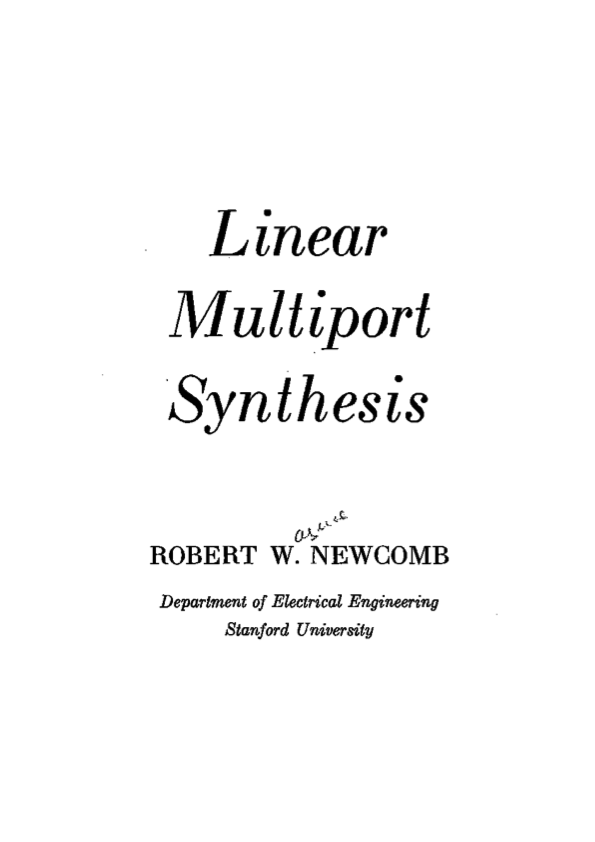 Linear
Multiport
Synthesis
ROBERT W. NEWCOMB
Department of Electrical Engineering
Stanford University